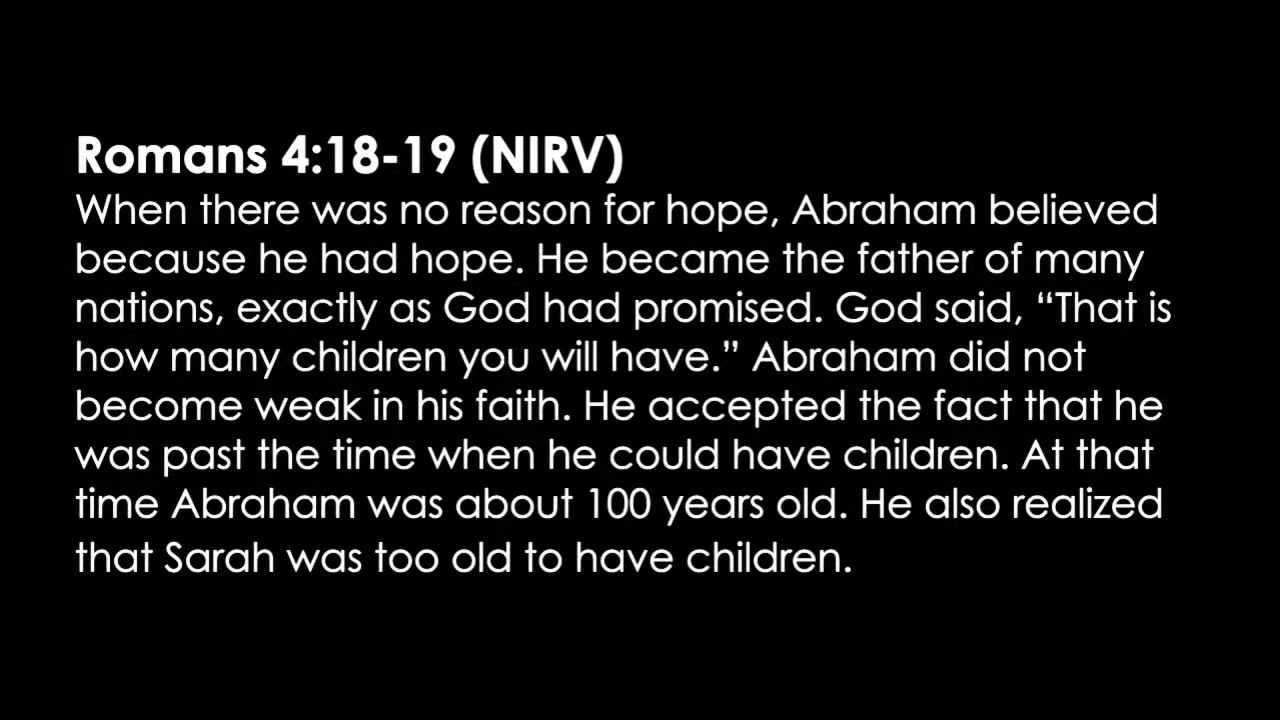 Romans 4:18-19 (NIRV)
When there was no reason for hope, Abraham believed
because he had hope. He became the father of many
nations, exactly as God had promised. God said, “That is
how many children you will have.” Abraham did not
become weak in his faith. He accepted the fact that he
was past the time when he could have children. At that
time Abraham was about 100 years old. He also realized
that Sarah was too old to have children.